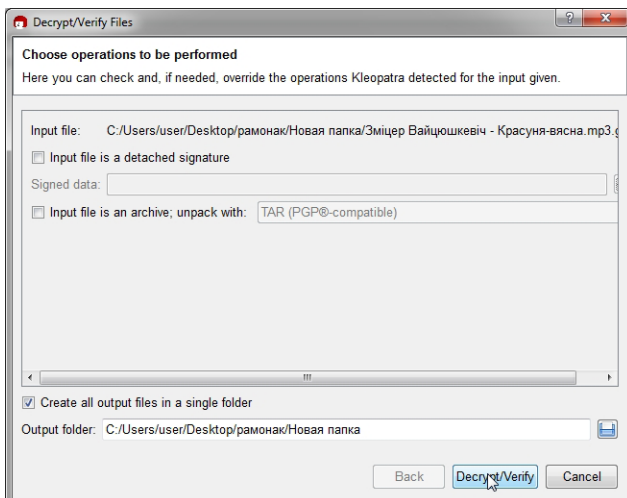 Decrypt/Verify Files
Choose operations to be performed
Here you can check and, if needed, override the operations Kleopatra detected for the input given.
Input file: C:/Users/user/Desktop/рамонак/Новая папка/Зміцер Вайцюшкевіч - Красуня-вясна.mp3.g
Input file is a detached signature
Signed data:
Input file is an archive; unpack with: TAR (PGP®-compatible)
Create all output files in a single folder
Output folder: C:/Users/user/Desktop/рамонак/Новая папка
Back Decrypt/Verify Cancel